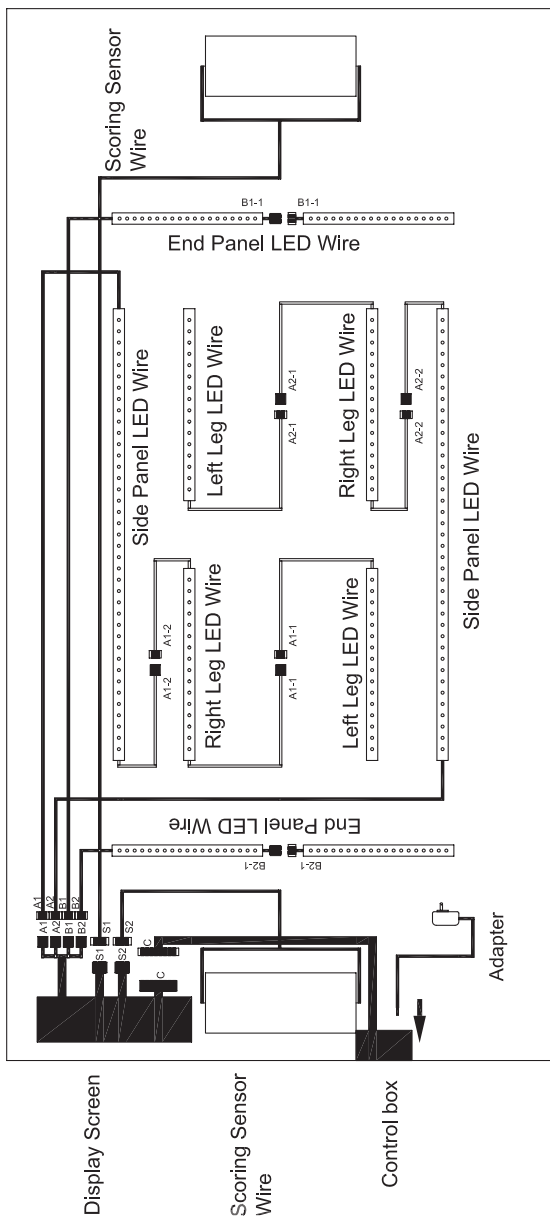 Display Screen
Scoring Sensor
Wire
Control box
A1
A2
B1
B2
A1
A2
B1
B2
S1
S1
S2
S2
C
C
Adapter
End Panel LED Wire
B2-1
B2-1
Side Panel LED Wire
A1-2
A1-2
Right Leg LED Wire
A1-1
A1-1
Left Leg LED Wire
Left Leg LED Wire
A2-1
A2-1
Right Leg LED Wire
A2-2
A2-2
Side Panel LED Wire
End Panel LED Wire
B1-1
B1-1
Scoring Sensor
Wire